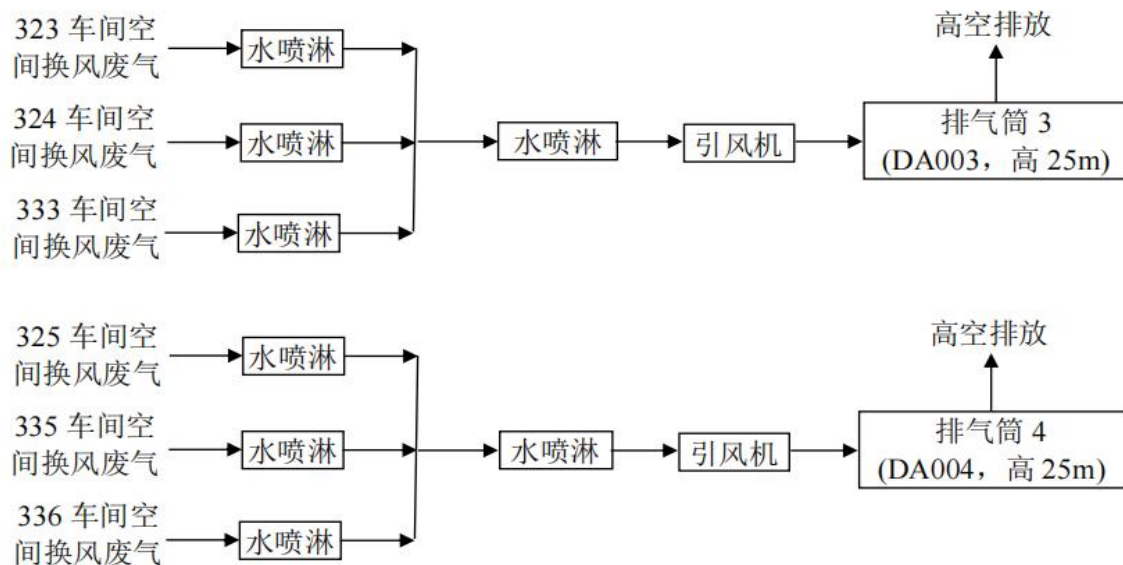 323 车间空
间换风废气
水喷淋
324 车间空
间换风废气
水喷淋
333 车间空
间换风废气
水喷淋
水喷淋
引风机
高空排放
排气筒 3
(DA003，高 25m)
325 车间空
间换风废气
水喷淋
335 车间空
间换风废气
水喷淋
336 车间空
间换风废气
水喷淋
水喷淋
引风机
高空排放
排气筒 4
(DA004，高 25m)